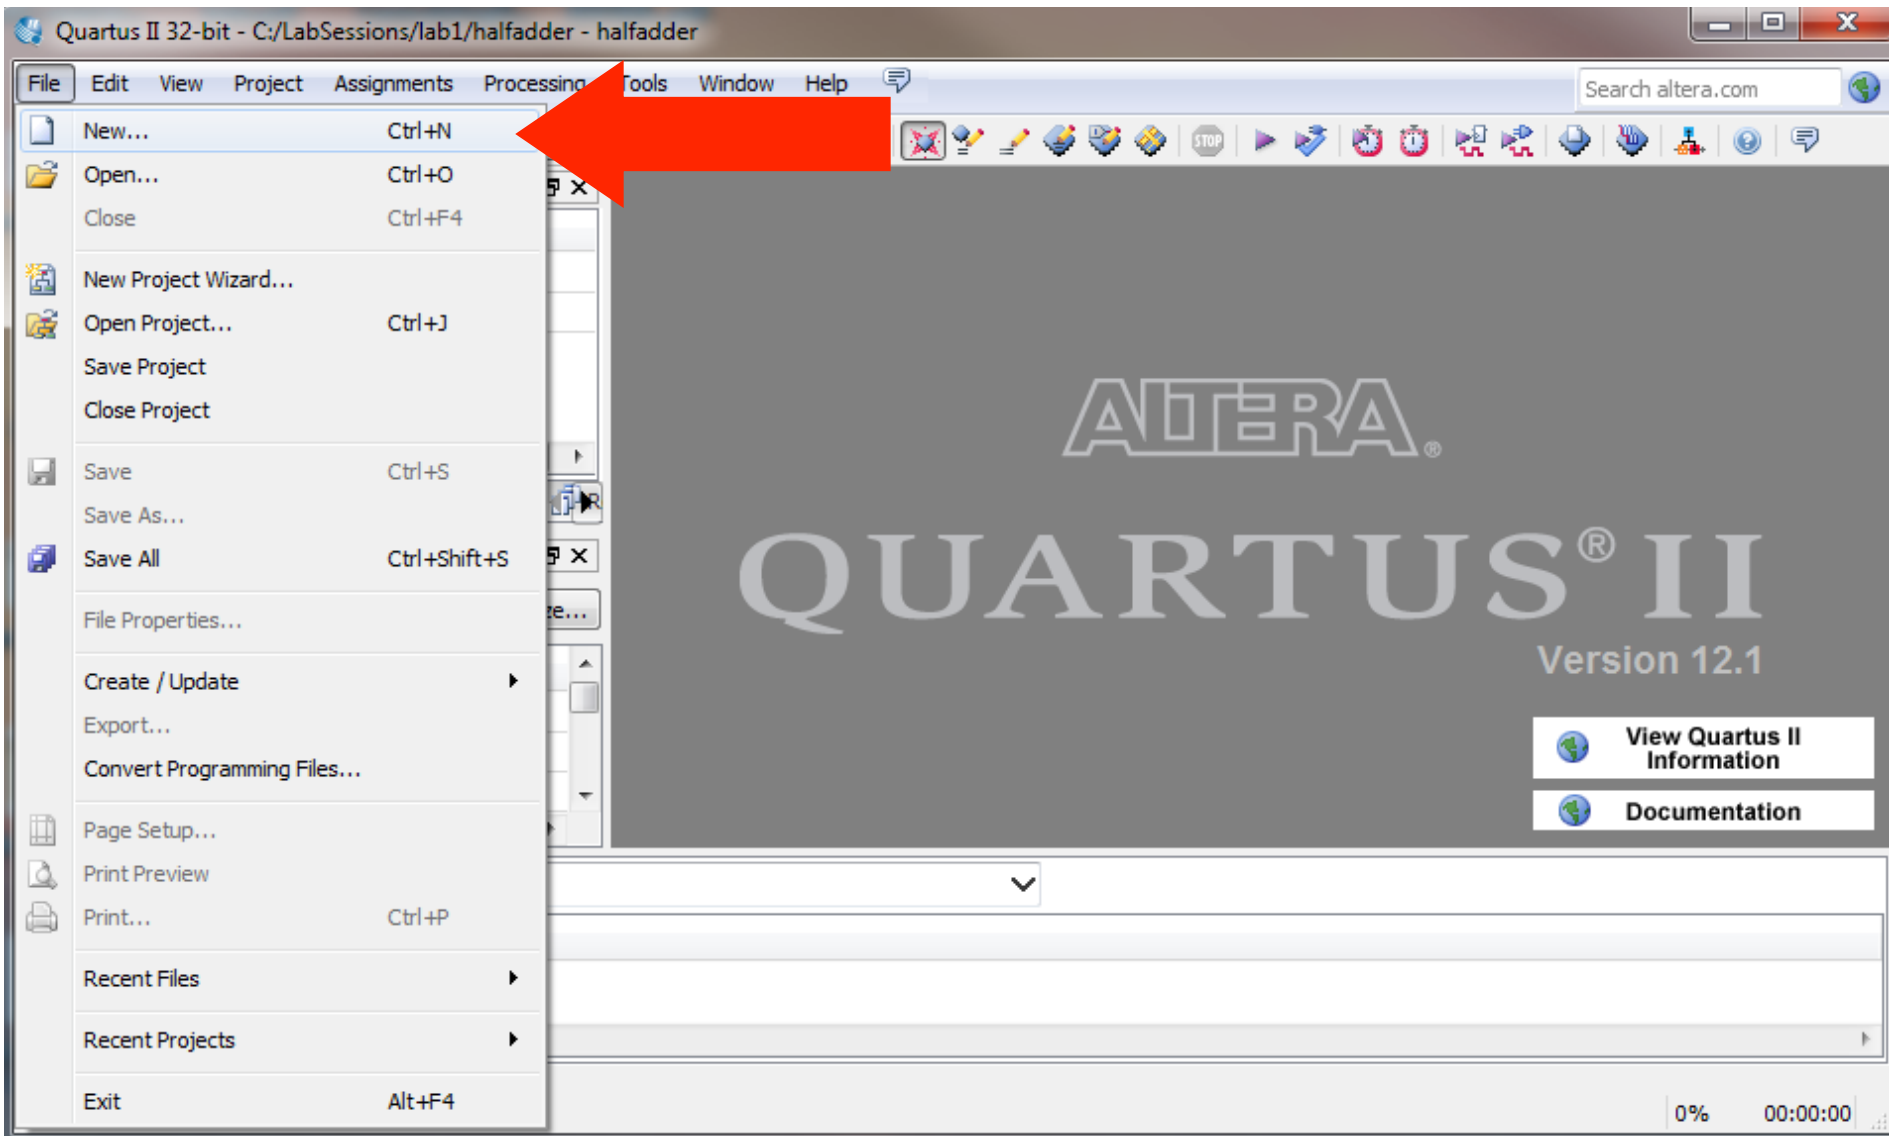 Quartus II 32-bit - C:/LabSessions/lab1/halfadder - halfadder
File Edit View Project Assignments Processing Tools Window Help
Search altera.com
New... Ctrl+N
STOP
Open... Ctrl+O
Close Ctrl+F4
New Project Wizard...
Open Project... Ctrl+J
Save Project
Close Project
ALTERA®
Save Ctrl+S
Save As...
R
Save All Ctrl+Shift+S
QUARTUS® II
File Properties...
ze...
Version 12.1
Create / Update
Export...
View Quartus II
Information
Convert Programming Files...
Documentation
Page Setup...
Print Preview
Print... Ctrl+P
Recent Files
Recent Projects
Exit Alt+F4
0% 00:00:00